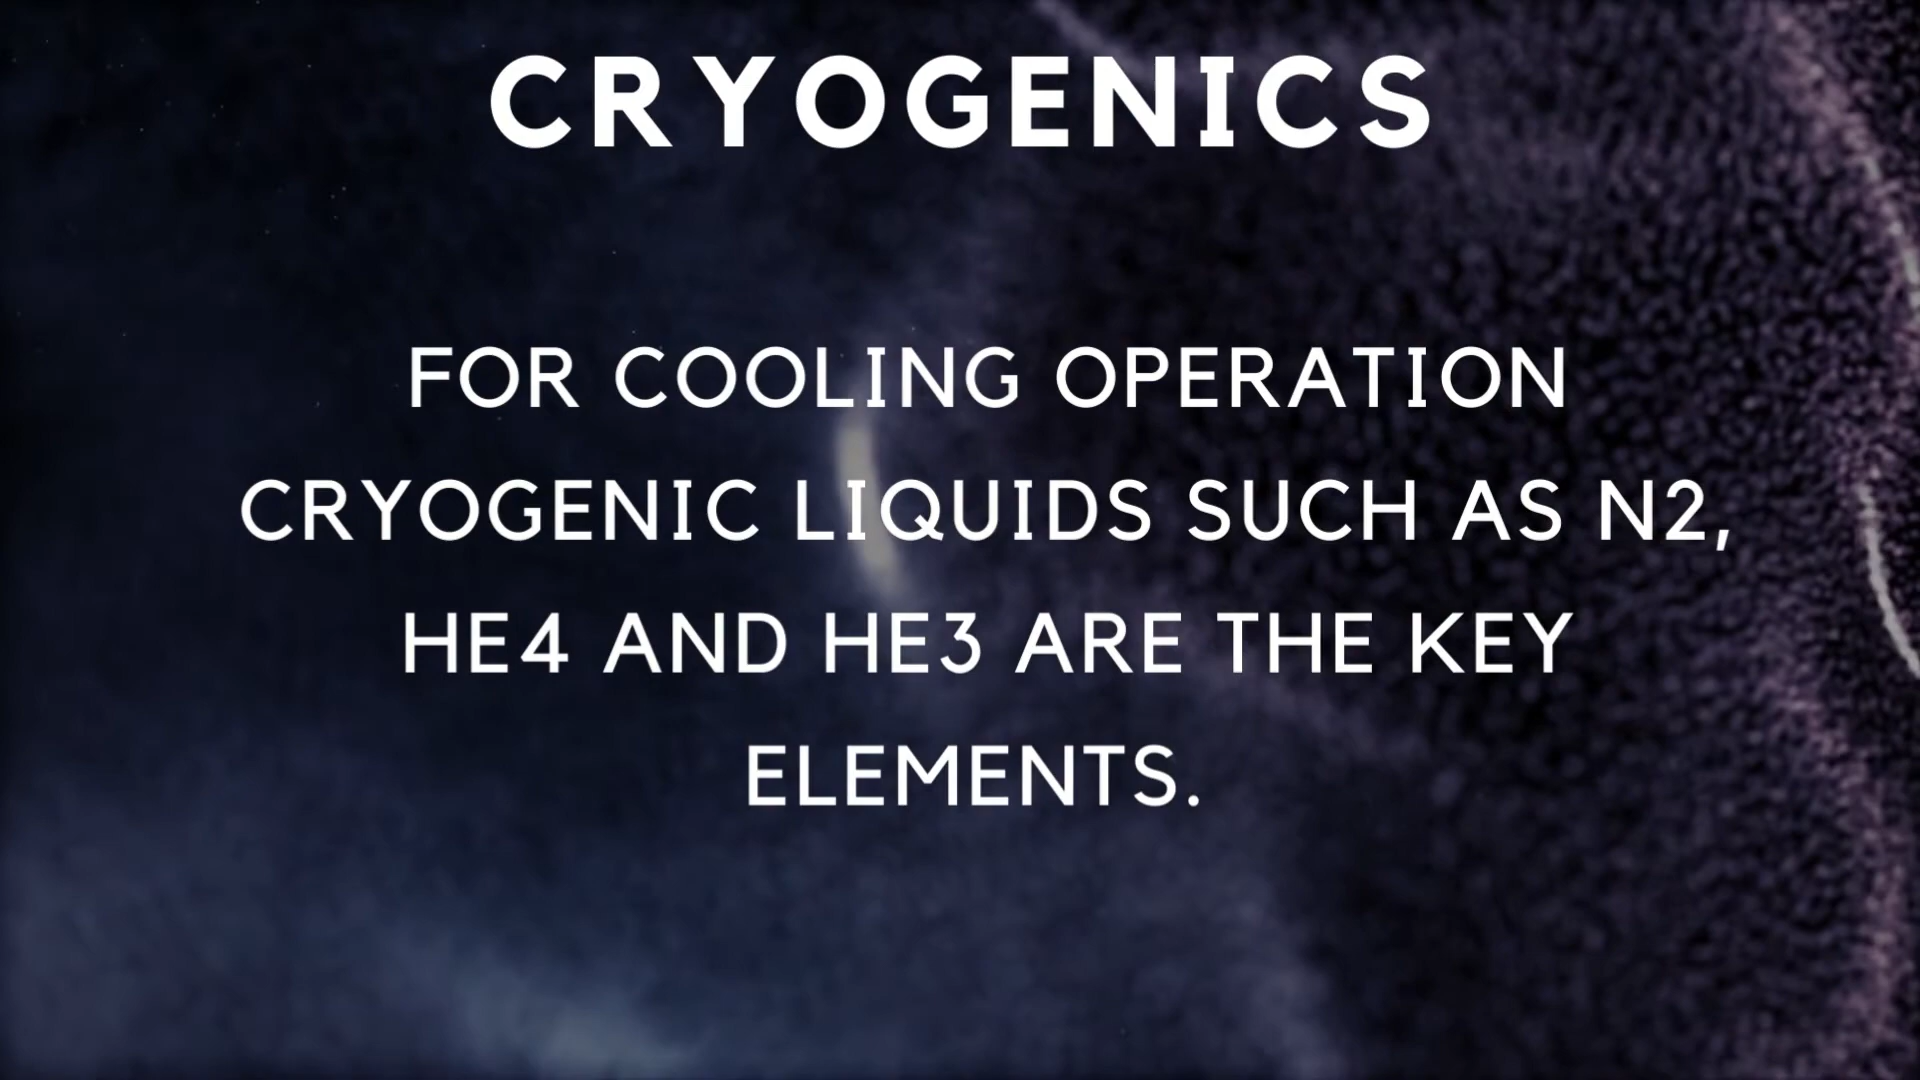 CRYOGENICS
FOR COOLING OPERATION
CRYOGENIC LIQUIDS SUCH AS N2,
HE4 AND HE3 ARE THE KEY
ELEMENTS.